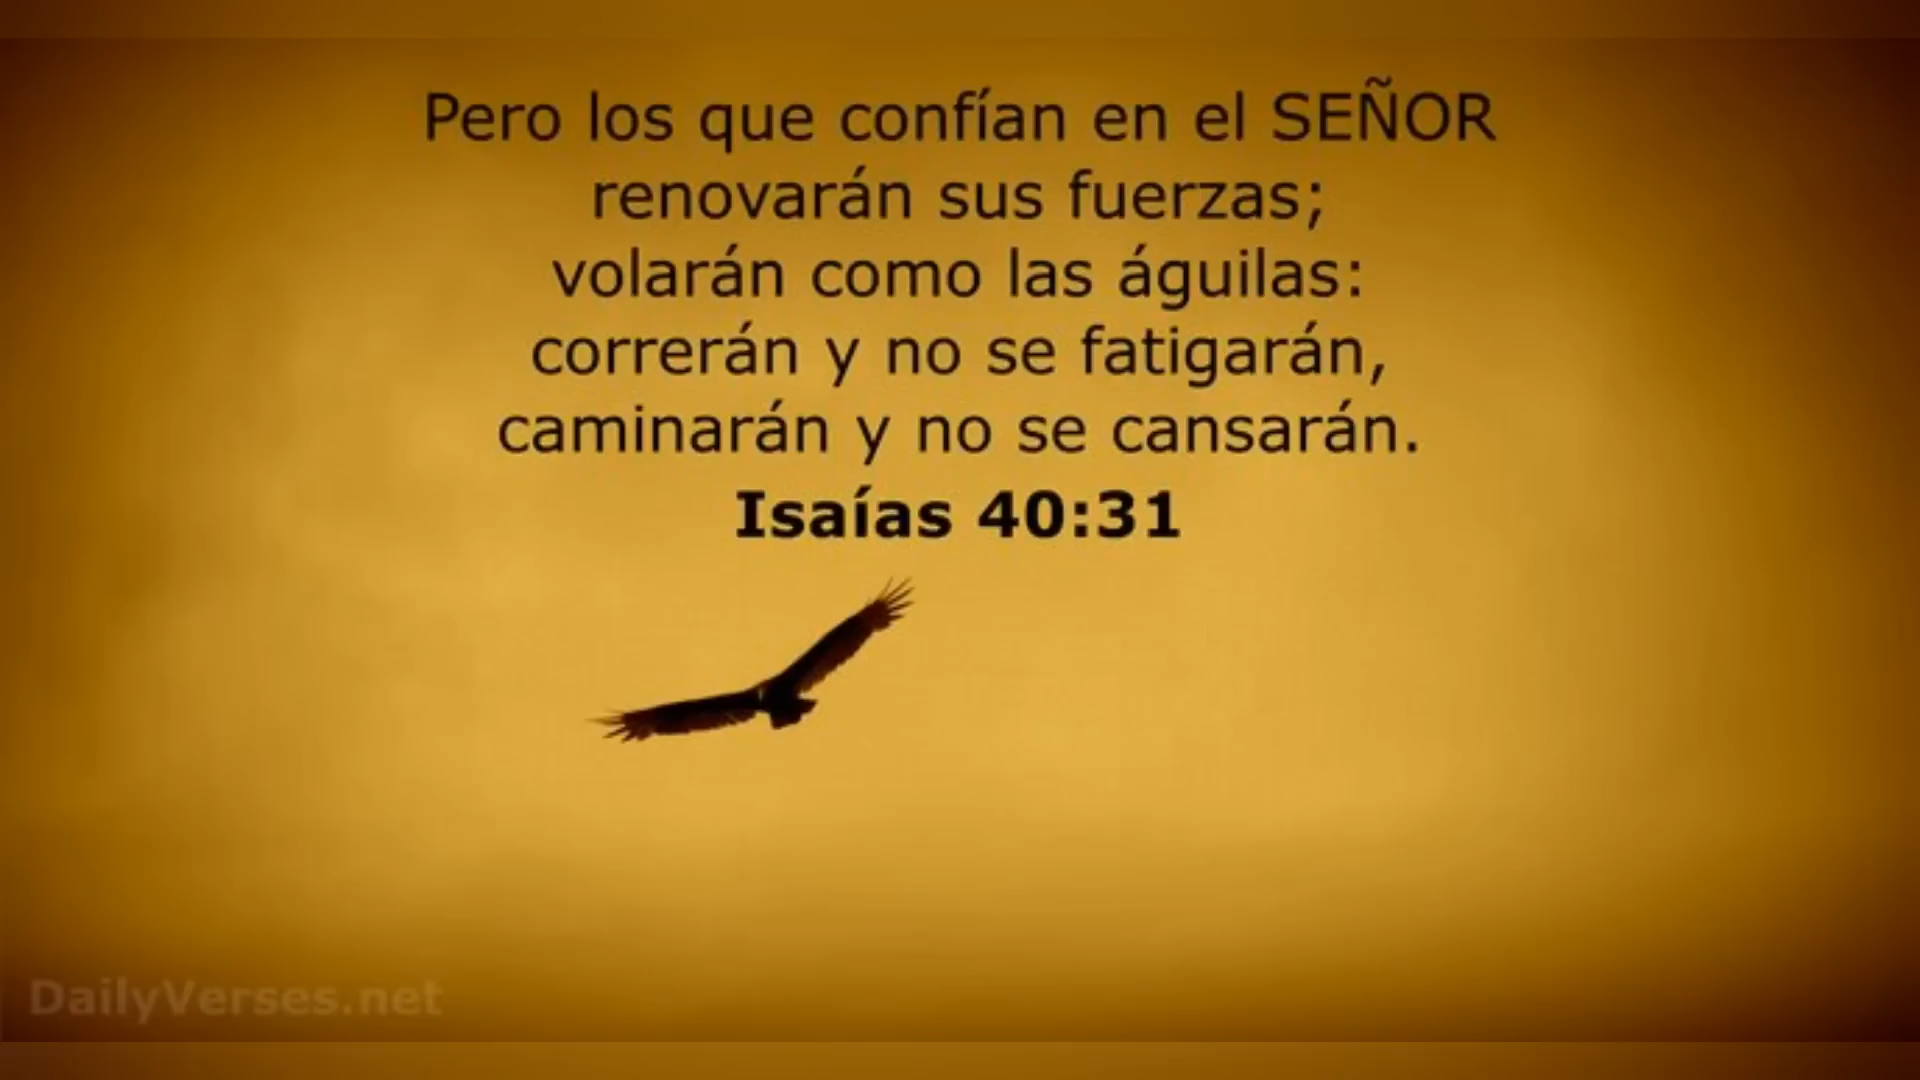 Pero los que confían en el SEÑOR
renovarán sus fuerzas;
volarán como las águilas:
correrán y no se fatigarán,
caminarán y no se cansarán.
Isaías 40:31
DailyVerses.net